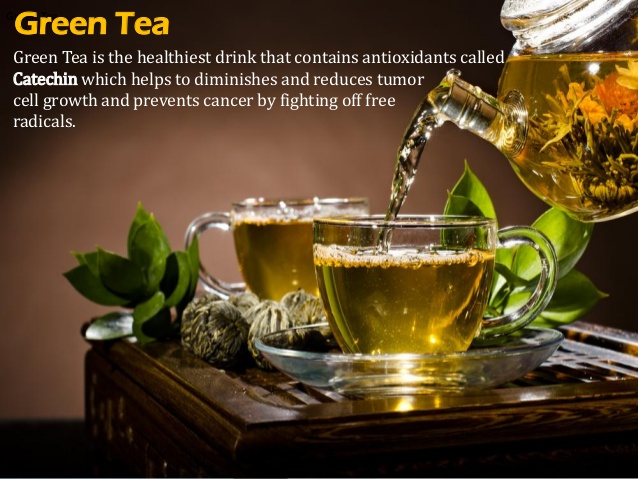 Green Tea
Green Tea is the healthiest drink that contains antioxidants called
Catechin which helps to diminishes and reduces tumor
cell growth and prevents cancer by fighting off free
radicals.